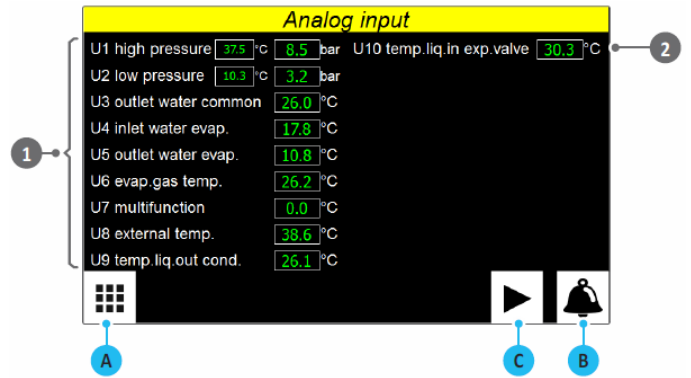 Analog input
U1 high pressure 37.5 °C 8.5 bar U10 temp.liq.in exp.valve 30.3 °C 2
U2 low pressure 10.3 °C 3.2 bar
U3 outlet water common 26.0 °C
U4 inlet water evap. 17.8 °C
1
U5 outlet water evap. 10.8 °C
U6 evap.gas temp. 26.2 °C
U7 multifunction 0.0 °C
U8 external temp. 38.6 °C
U9 temp.liq.out cond. 26.1 °C
A C B